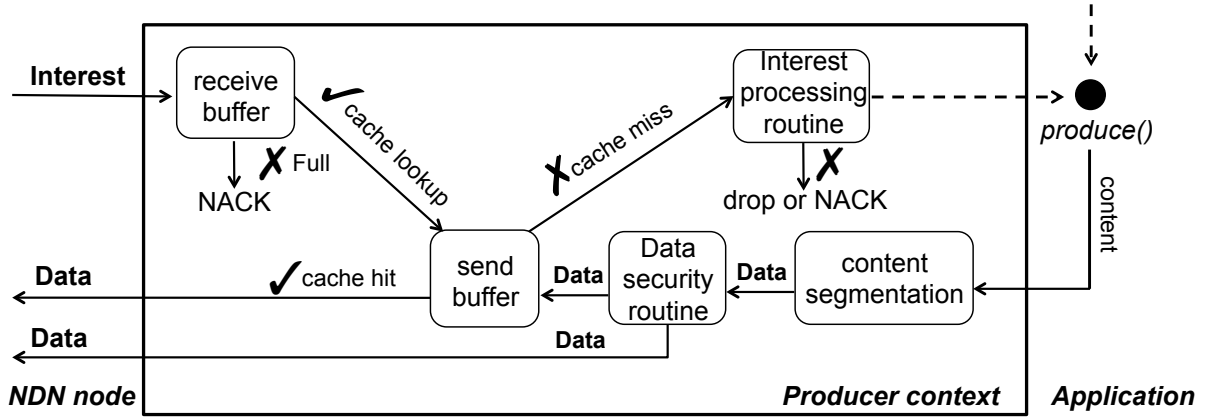 Interest
receive
buffer
✓
cache lookup
✗ Full
NACK
✗ cache miss
Interest
processing
routine
✗
drop or NACK
produce()
content
Data
✓ cache hit
send
buffer
Data
Data
security
routine
Data
content
segmentation
Data
Data
NDN node
Producer context
Application